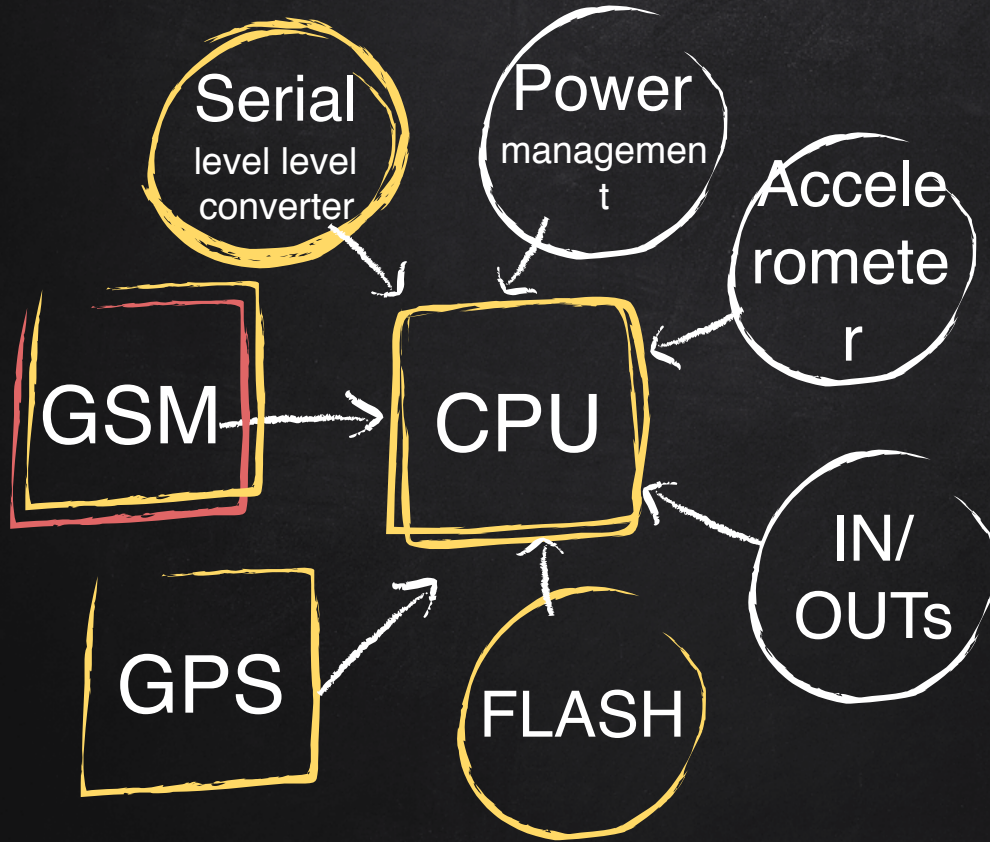 Serial
level level
converter
Power
managemen
t
Accele
romete
r
GSM
CPU
IN/
OUTs
GPS
FLASH